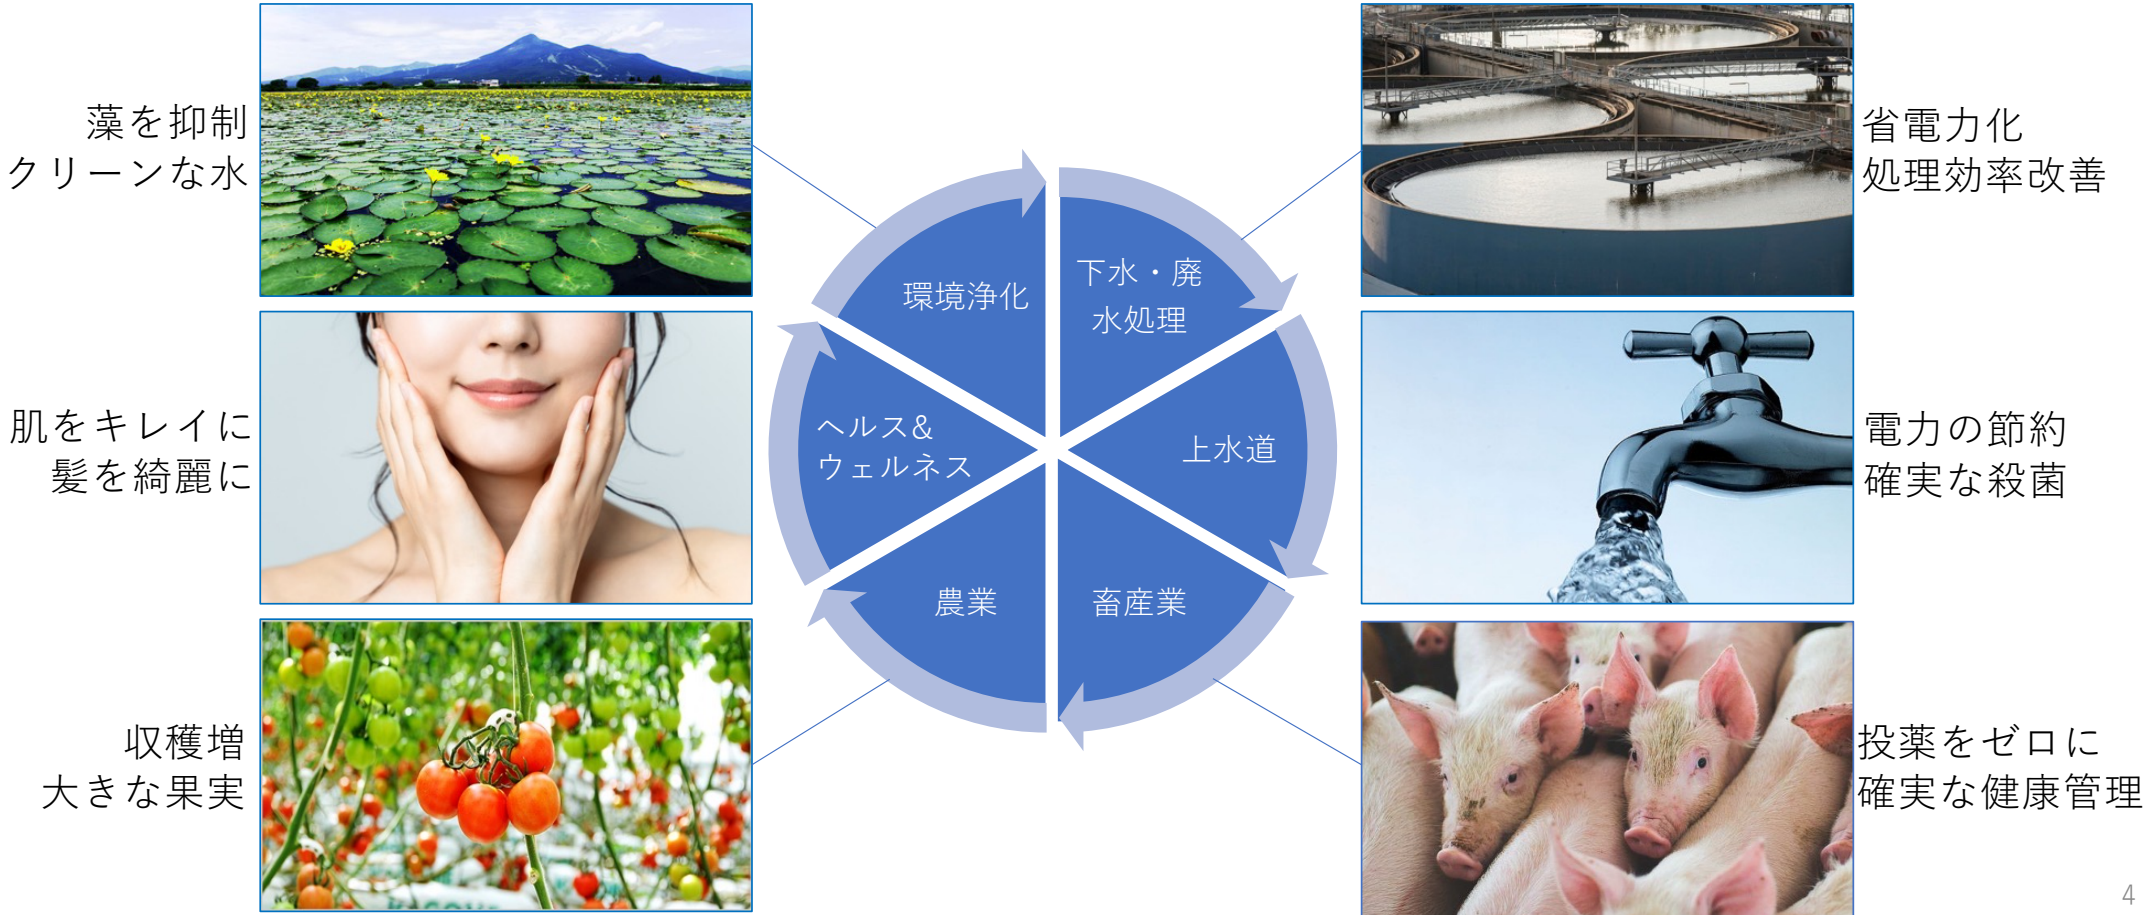 藻を抑制
クリーンな水
省電力化
処理効率改善
環境浄化
下水・廃
水処理
肌をキレイに
髪を綺麗に
ヘルス&
ウェルネス
上水道
電力の節約
確実な殺菌
農業
畜産業
収穫増
大きな果実
投薬をゼロに
確実な健康管理
4